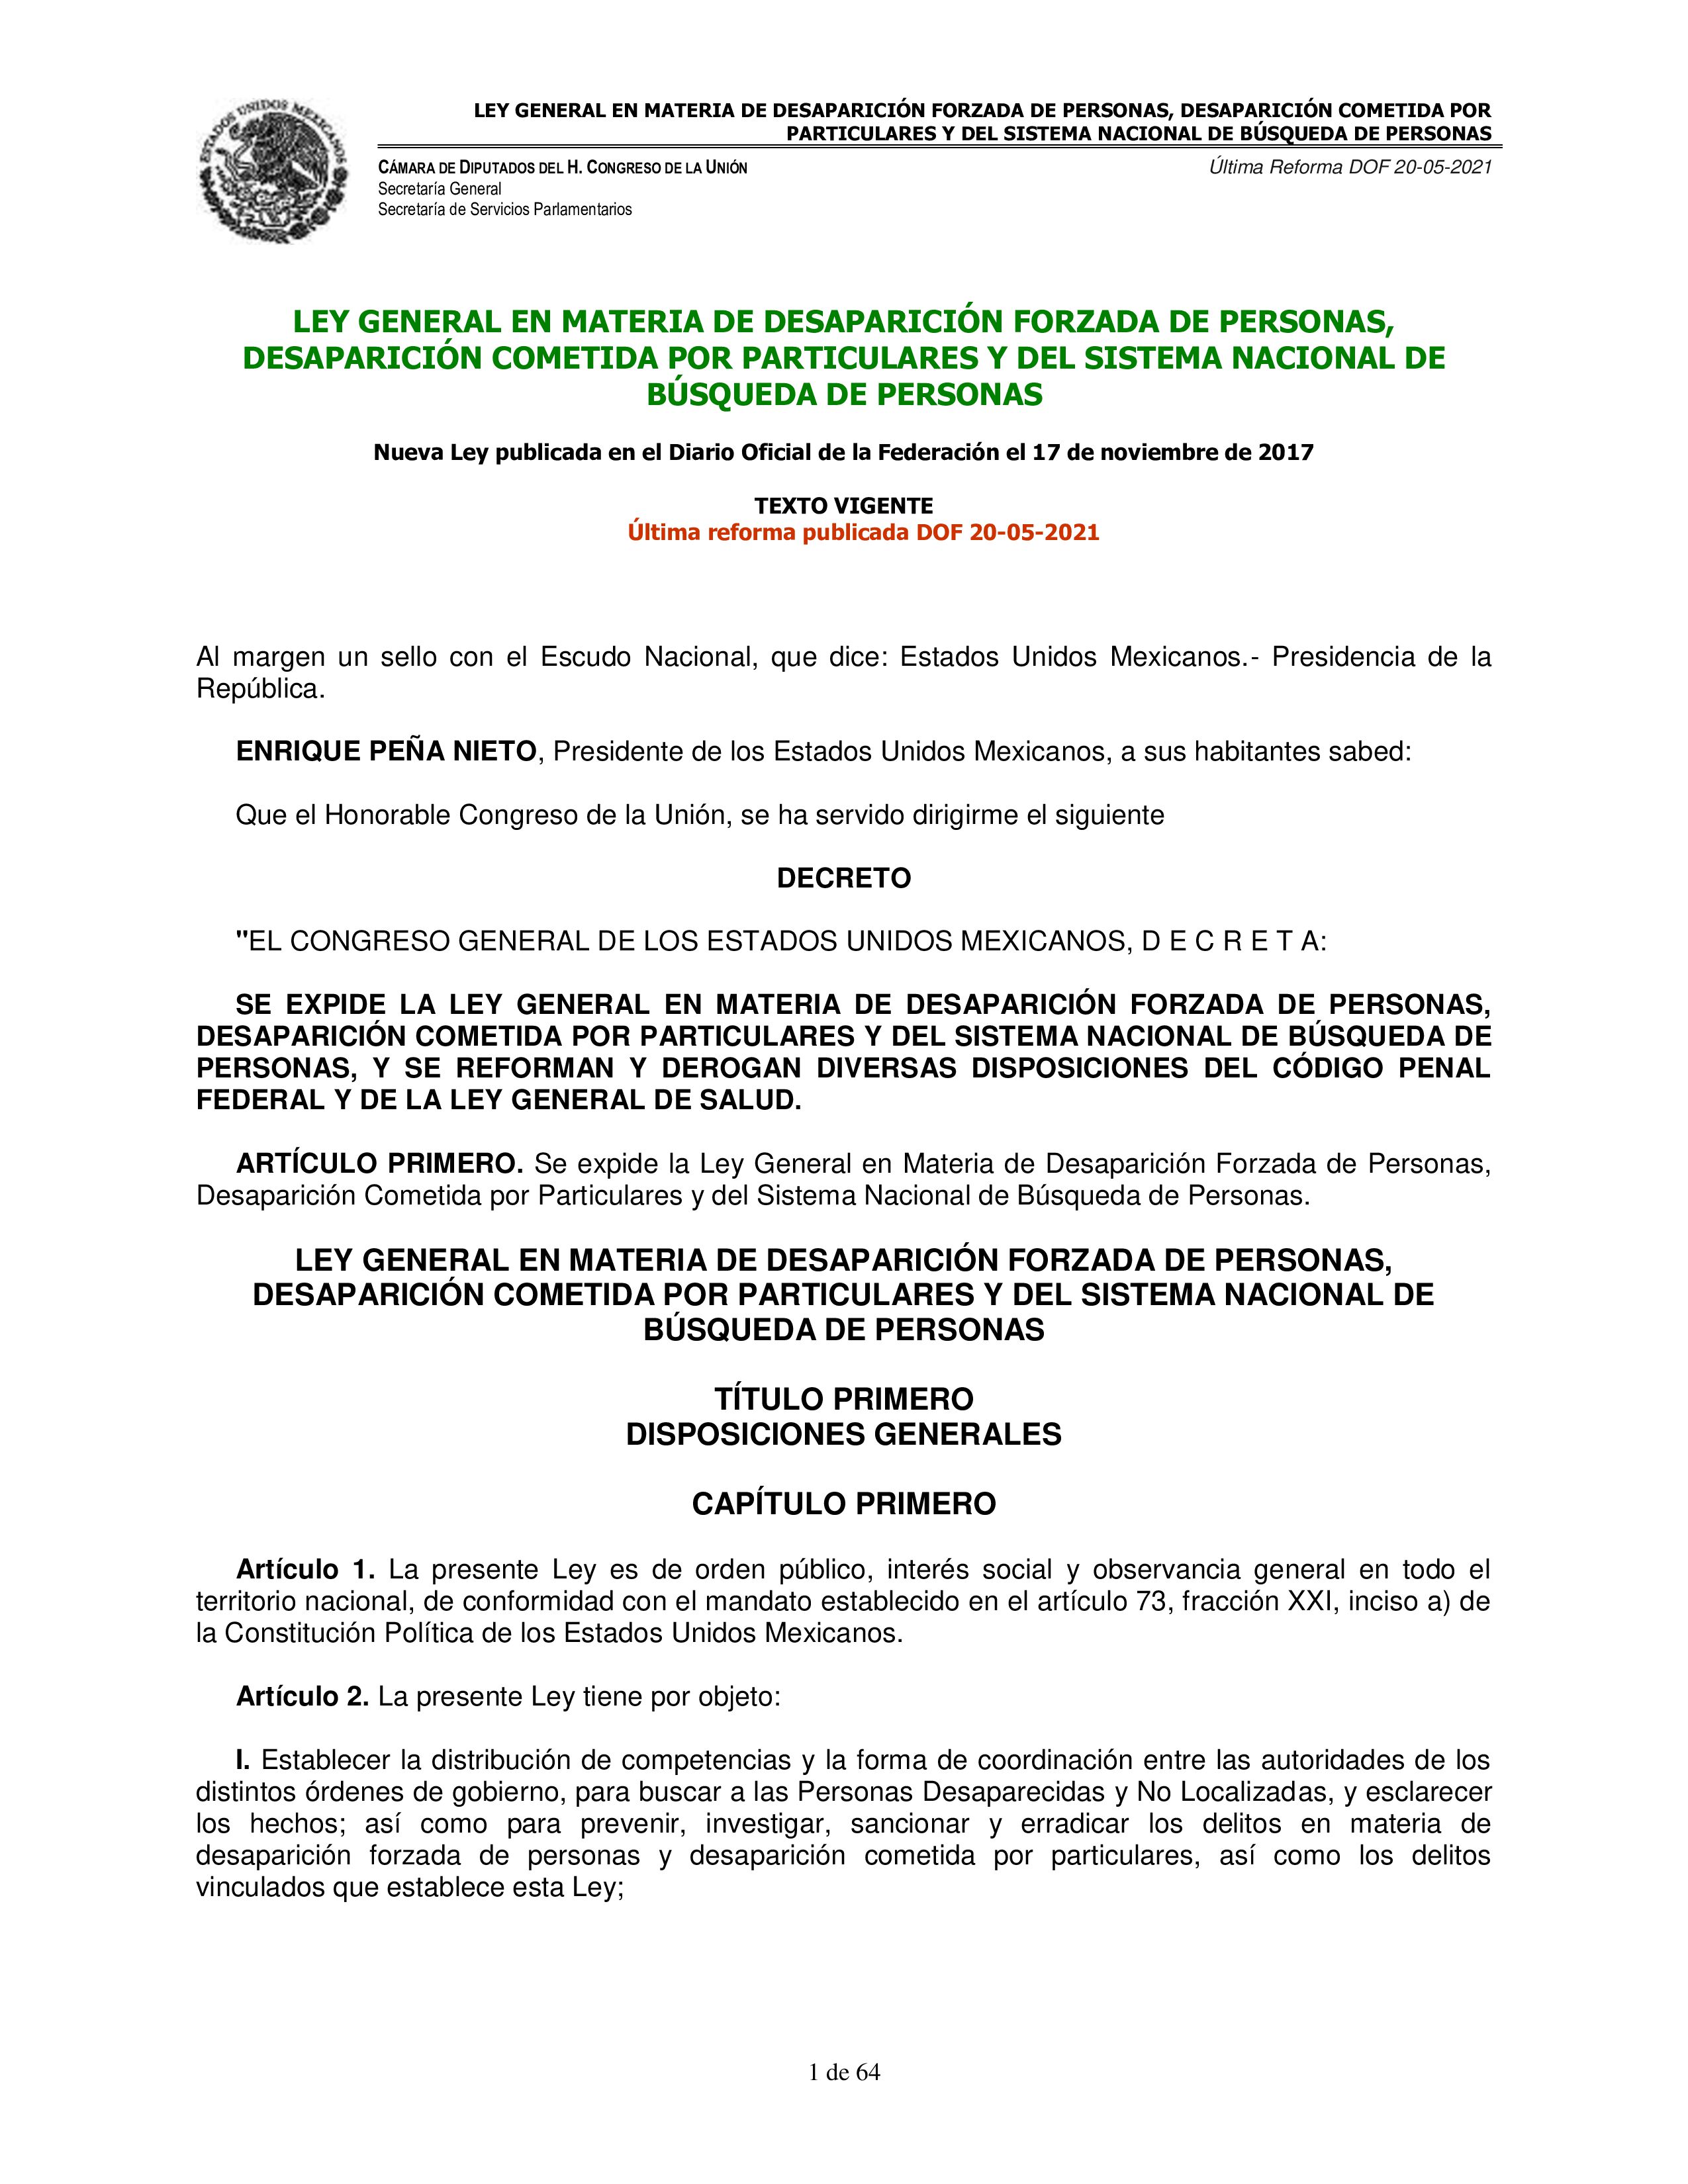 ESTADOS UNIDOS MEXICANOS
LEY GENERAL EN MATERIA DE DESAPARICIÓN FORZADA DE PERSONAS, DESAPARICIÓN COMETIDA POR
PARTICULARES Y DEL SISTEMA NACIONAL DE BÚSQUEDA DE PERSONAS
CÁMARA DE DIPUTADOS DEL H. CONGRESO DE LA UNIÓN
Secretaría General
Secretaría de Servicios Parlamentarios
Última Reforma DOF 20-05-2021
LEY GENERAL EN MATERIA DE DESAPARICIÓN FORZADA DE PERSONAS,
DESAPARICIÓN COMETIDA POR PARTICULARES Y DEL SISTEMA NACIONAL DE
BÚSQUEDA DE PERSONAS
Nueva Ley publicada en el Diario Oficial de la Federación el 17 de noviembre de 2017
TEXTO VIGENTE
Última reforma publicada DOF 20-05-2021
Al margen un sello con el Escudo Nacional, que dice: Estados Unidos Mexicanos.- Presidencia de la
República.
ENRIQUE PEÑA NIETO, Presidente de los Estados Unidos Mexicanos, a sus habitantes sabed:
Que el Honorable Congreso de la Unión, se ha servido dirigirme el siguiente
DECRETO
"EL CONGRESO GENERAL DE LOS ESTADOS UNIDOS MEXICANOS, D E C R E T A:
SE EXPIDE LA LEY GENERAL EN MATERIA DE DESAPARICIÓN FORZADA DE PERSONAS,
DESAPARICIÓN COMETIDA POR PARTICULARES Y DEL SISTEMA NACIONAL DE BÚSQUEDA DE
PERSONAS, Y SE REFORMAN Y DEROGAN DIVERSAS DISPOSICIONES DEL CÓDIGO PENAL
FEDERAL Y DE LA LEY GENERAL DE SALUD.
ARTÍCULO PRIMERO. Se expide la Ley General en Materia de Desaparición Forzada de Personas,
Desaparición Cometida por Particulares y del Sistema Nacional de Búsqueda de Personas.
LEY GENERAL EN MATERIA DE DESAPARICIÓN FORZADA DE PERSONAS,
DESAPARICIÓN COMETIDA POR PARTICULARES Y DEL SISTEMA NACIONAL DE
BÚSQUEDA DE PERSONAS
TÍTULO PRIMERO
DISPOSICIONES GENERALES
CAPÍTULO PRIMERO
Artículo 1. La presente Ley es de orden público, interés social y observancia general en todo el
territorio nacional, de conformidad con el mandato establecido en el artículo 73, fracción XXI, inciso a) de
la Constitución Política de los Estados Unidos Mexicanos.
Artículo 2. La presente Ley tiene por objeto:
I. Establecer la distribución de competencias y la forma de coordinación entre las autoridades de los
distintos órdenes de gobierno, para buscar a las Personas Desaparecidas y No Localizadas, y esclarecer
los hechos; así como para prevenir, investigar, sancionar y erradicar los delitos en materia de
desaparición forzada de personas y desaparición cometida por particulares, así como los delitos
vinculados que establece esta Ley;
1 de 64